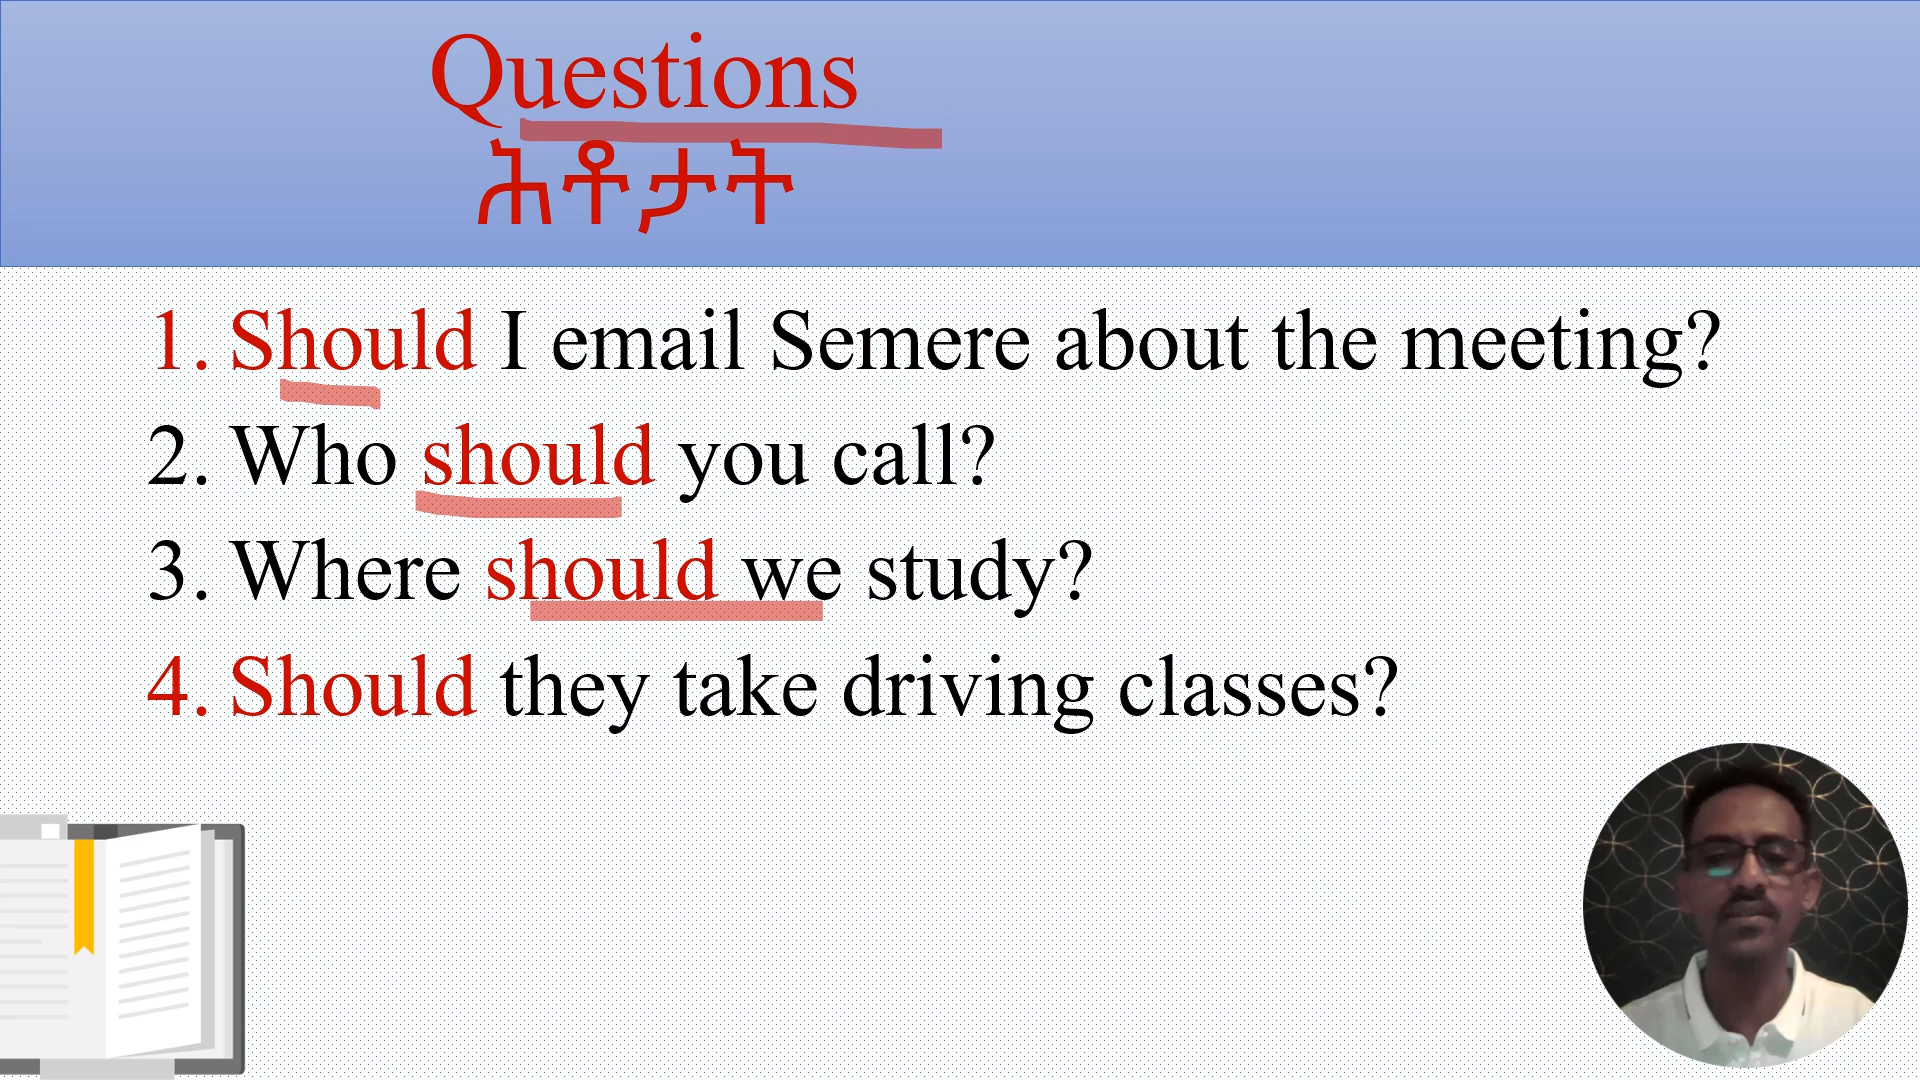 Questions
ሕቶታት
1. Should I email Semere about the meeting?
2. Who should you call?
3. Where should we study?
4. Should they take driving classes?